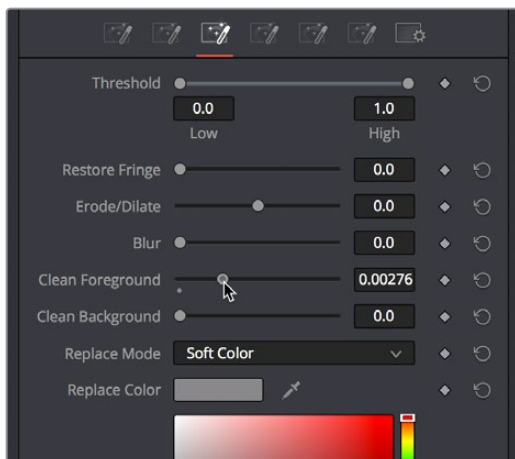 Threshold
0.0 1.0
Low High
Restore Fringe 0.0
Erode/Dilate 0.0
Blur 0.0
Clean Foreground 0.00276
Clean Background 0.0
Replace Mode Soft Color
Replace Color